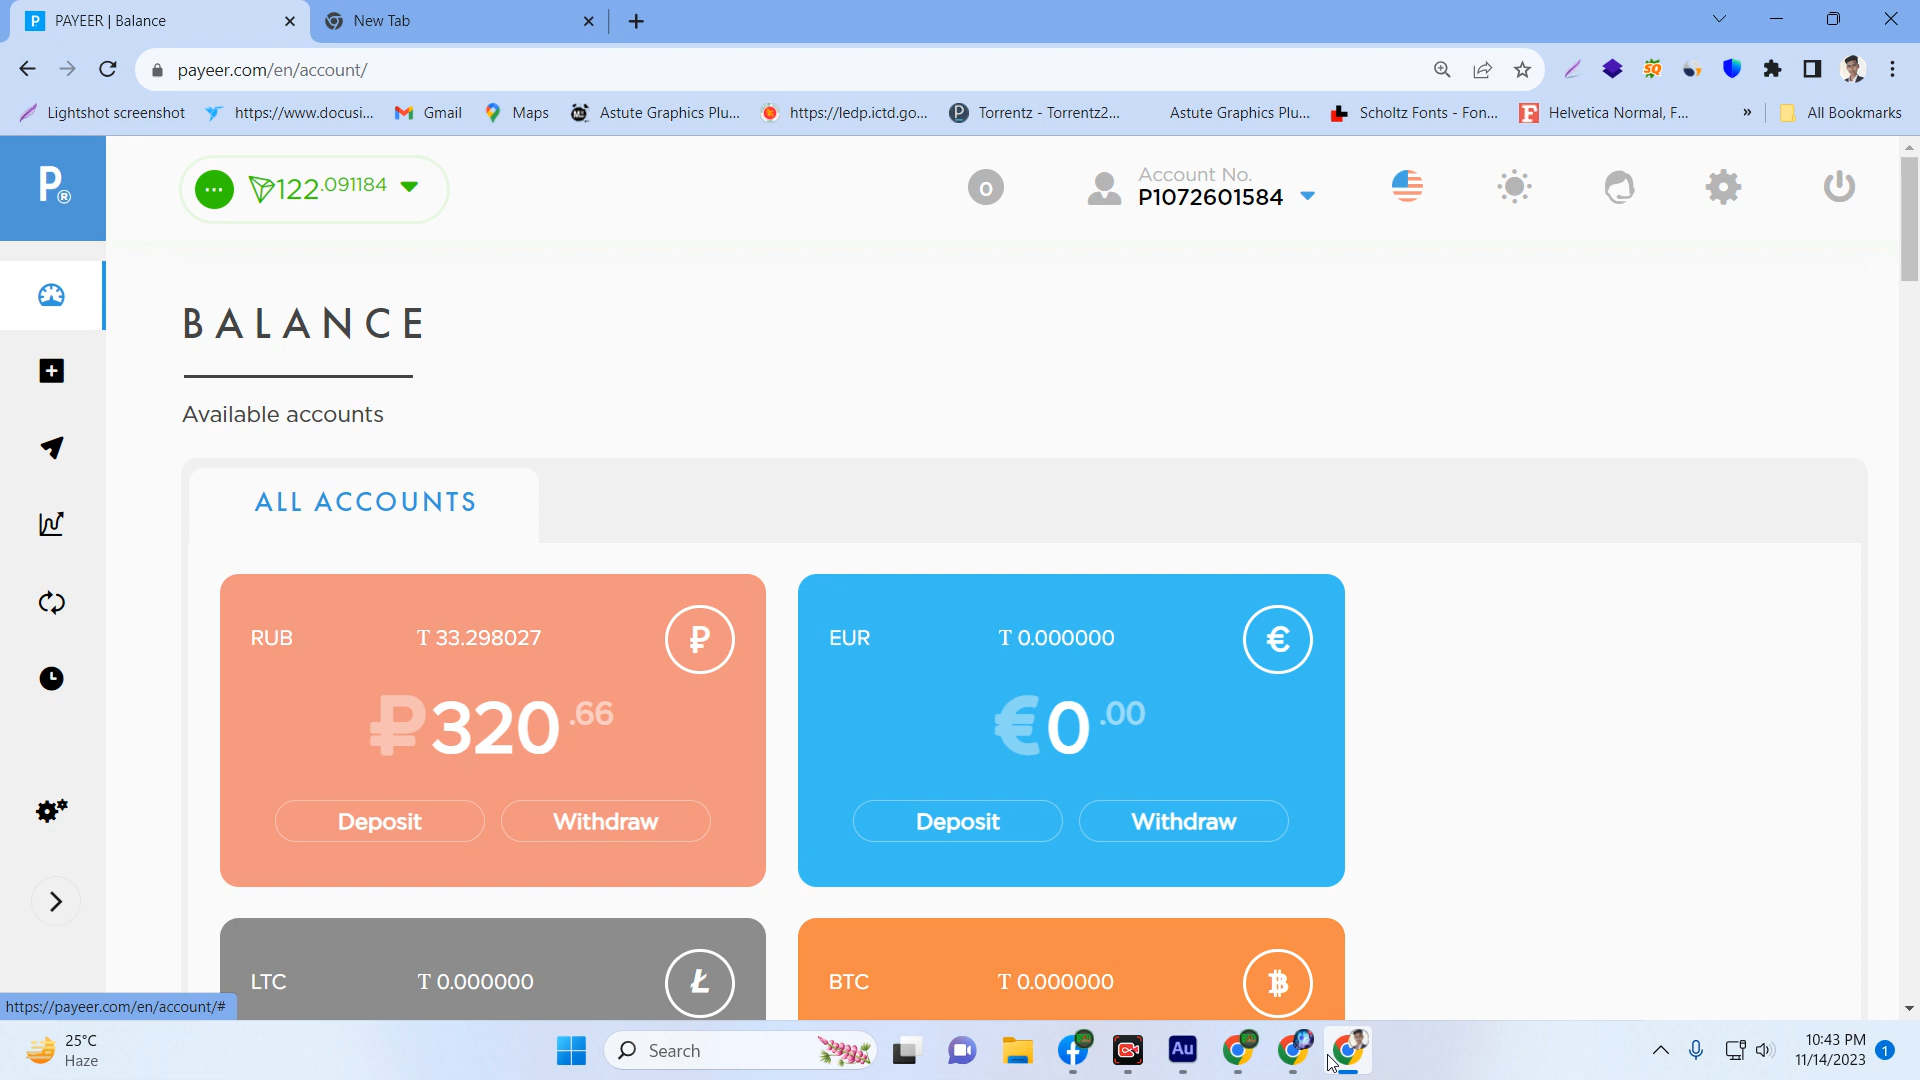 P PAYEER | Balance
New Tab
payeer.com/en/account/
Lightshot screenshot
https://www.docusi...
Gmail
Maps
Astute Graphics Plu...
https://ledp.ictd.go...
Torrentz - Torrentz2...
Astute Graphics Plu...
Scholtz Fonts - Fon...
Helvetica Normal, F...
»
All Bookmarks
P®
122.091184
0
Account No.
P1072601584
BALANCE
Available accounts
ALL ACCOUNTS
RUB T 33.298027 ₽
₽320.66
Deposit Withdraw
EUR T 0.000000 €
€0.00
Deposit Withdraw
LTC T 0.000000 Ł
BTC T 0.000000 ₿
https://payeer.com/en/account/#
25°C
Haze
Search
Au
10:43 PM
11/14/2023
1